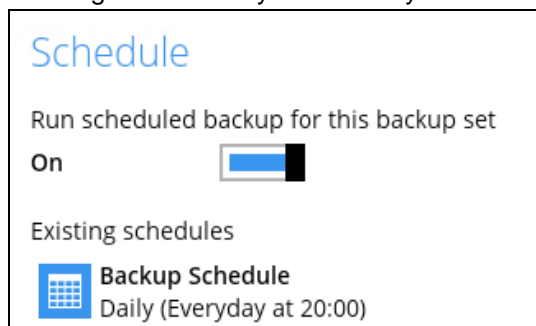 Schedule
Run scheduled backup for this backup set
On
Existing schedules
Backup Schedule
Daily (Everyday at 20:00)